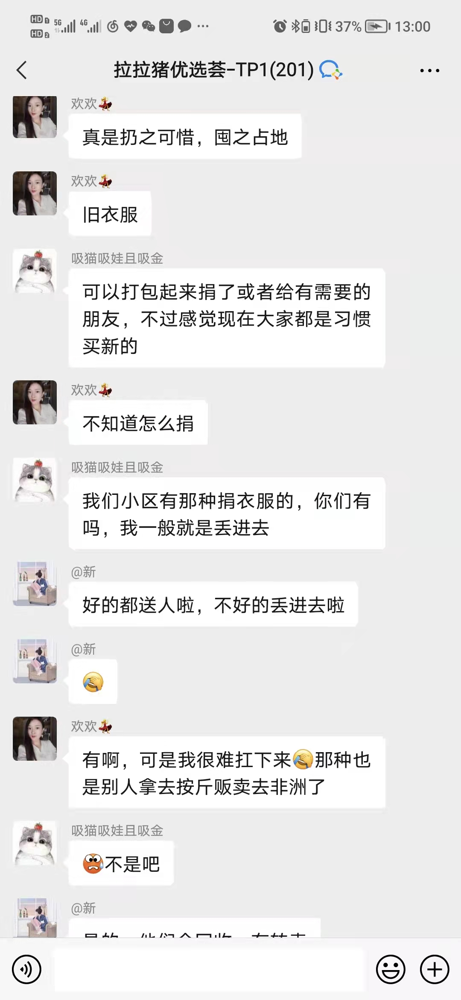 HD 1 5G 4G 37% 13:00
HD 2
拉拉猪优选荟-TP1(201)
欢欢
真是扔之可惜，囤之占地
欢欢
旧衣服
吸猫吸娃且吸金
可以打包起来捐了或者给有需要的
朋友，不过感觉现在大家都是习惯
买新的
欢欢
不知道怎么捐
吸猫吸娃且吸金
我们小区有那种捐衣服的，你们有
吗，我一般就是丢进去
@新
好的都送人啦，不好的丢进去啦
@新
欢欢
有啊，可是我很难扛下来🤣那种也
是别人拿去按斤贩卖去非洲了
吸猫吸娃且吸金
不是吧
@新